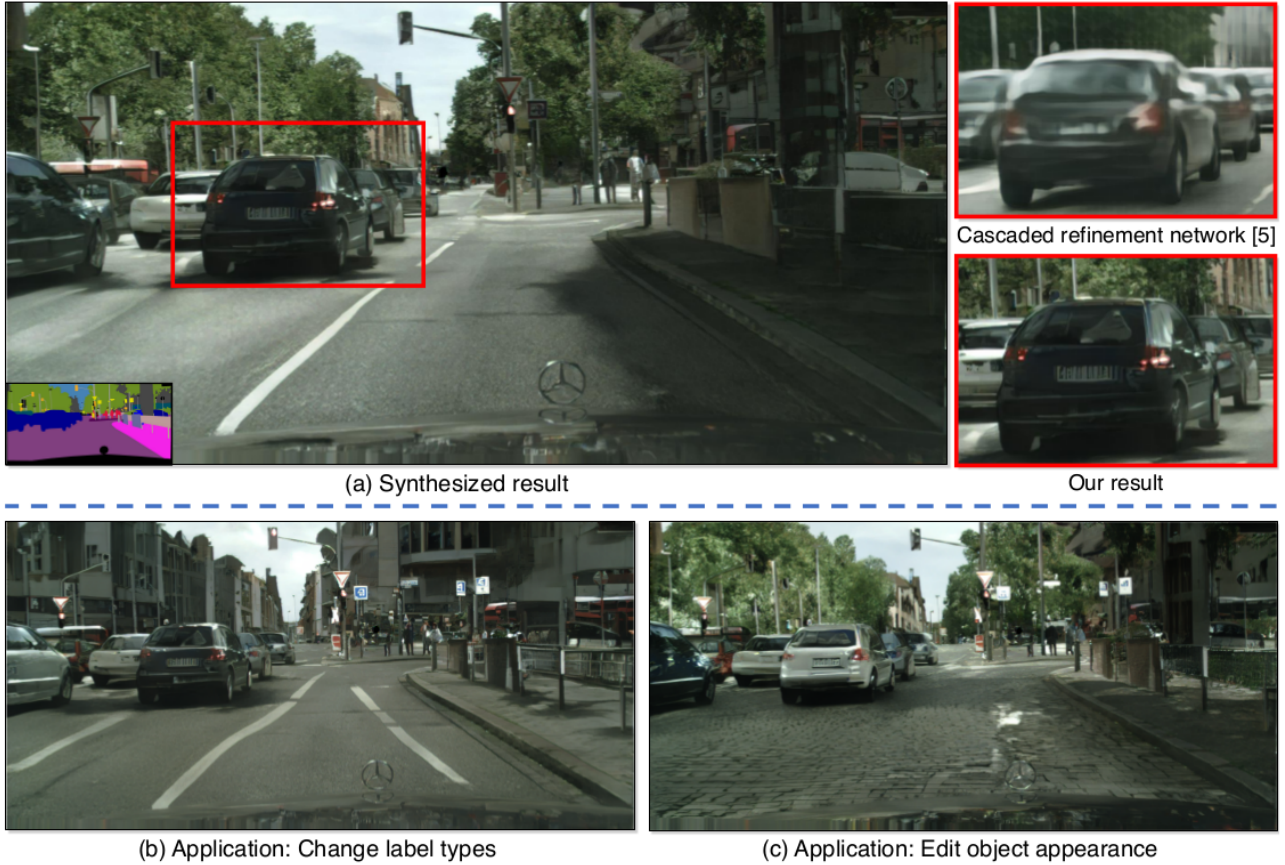 Cascaded refinement network [5]
(a) Synthesized result
Our result
(b) Application: Change label types
(c) Application: Edit object appearance